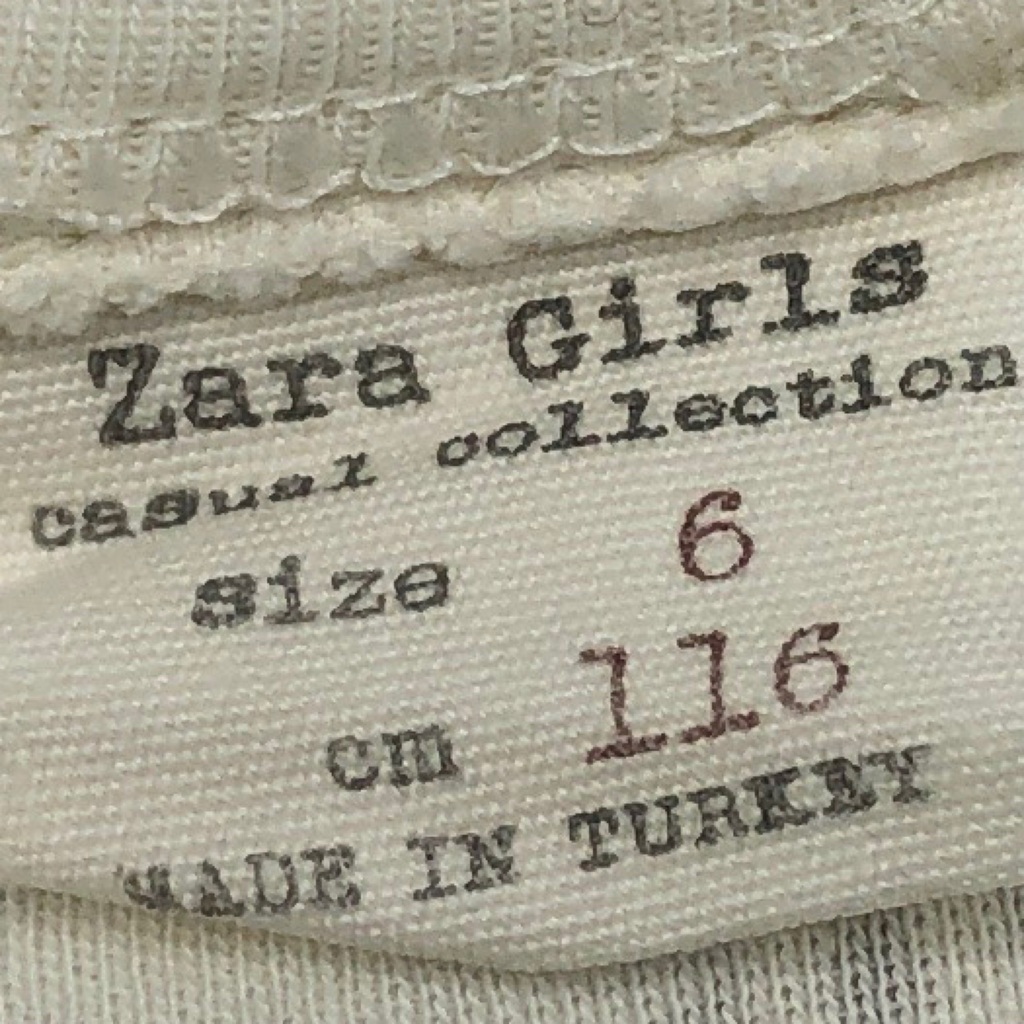 Zara Girls
casual collection
size 6
cm 116
MADE IN TURKEY